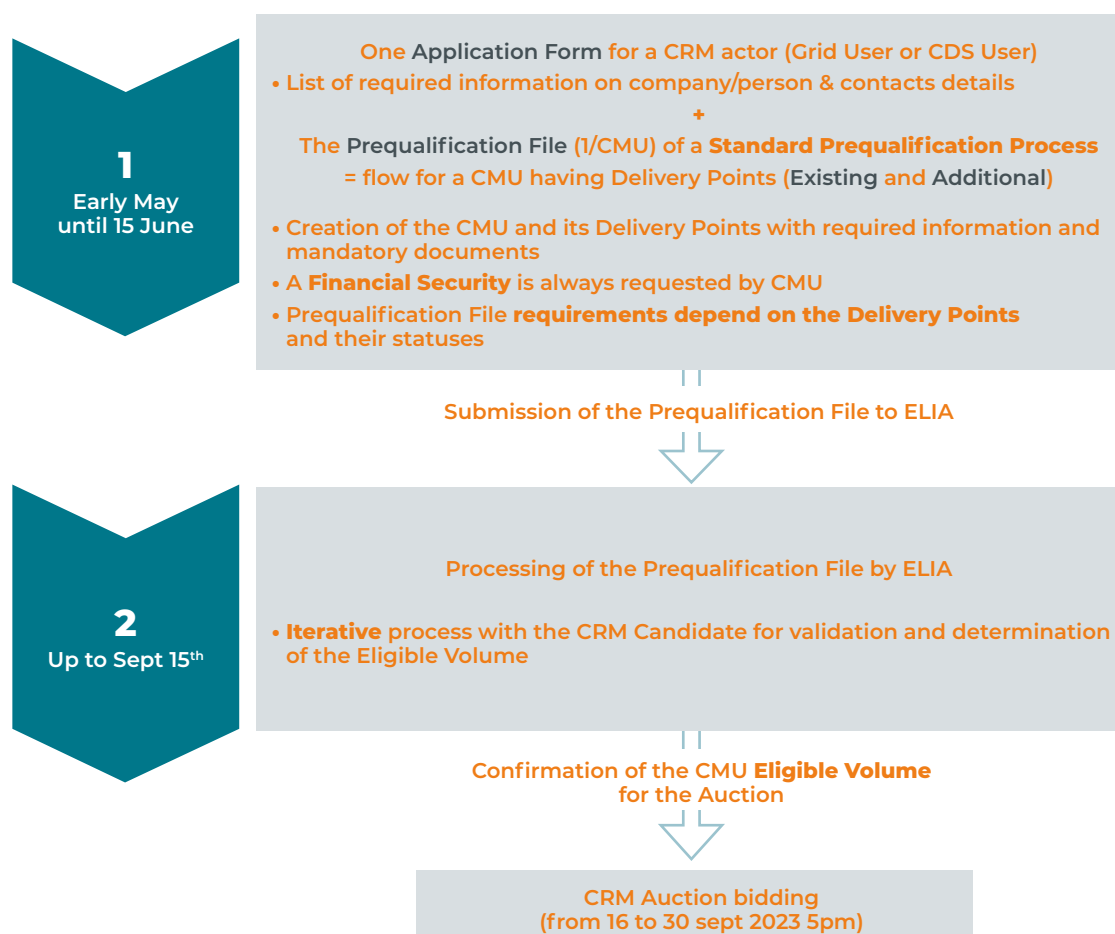 1
Early May
until 15 June
One Application Form for a CRM actor (Grid User or CDS User)
• List of required information on company/person & contacts details
+
The Prequalification File (1/CMU) of a Standard Prequalification Process
= flow for a CMU having Delivery Points (Existing and Additional)
• Creation of the CMU and its Delivery Points with required information and
mandatory documents
• A Financial Security is always requested by CMU
• Prequalification File requirements depend on the Delivery Points
and their statuses
Submission of the Prequalification File to ELIA
2
Up to Sept 15th
Processing of the Prequalification File by ELIA
• Iterative process with the CRM Candidate for validation and determination
of the Eligible Volume
Confirmation of the CMU Eligible Volume
for the Auction
CRM Auction bidding
(from 16 to 30 sept 2023 5pm)